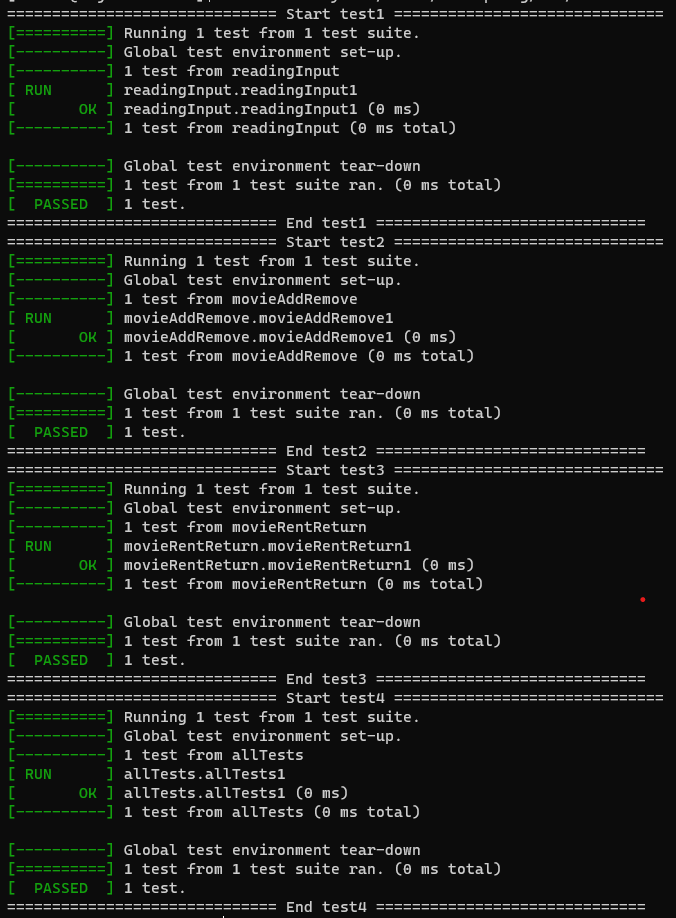 ============================== Start test1 ==============================
[==========] Running 1 test from 1 test suite.
[----------] Global test environment set-up.
[----------] 1 test from readingInput
[ RUN      ] readingInput.readingInput1
[       OK ] readingInput.readingInput1 (0 ms)
[----------] 1 test from readingInput (0 ms total)

[----------] Global test environment tear-down
[==========] 1 test from 1 test suite ran. (0 ms total)
[  PASSED  ] 1 test.
============================== End test1 ==============================
============================== Start test2 ==============================
[==========] Running 1 test from 1 test suite.
[----------] Global test environment set-up.
[----------] 1 test from movieAddRemove
[ RUN      ] movieAddRemove.movieAddRemove1
[       OK ] movieAddRemove.movieAddRemove1 (0 ms)
[----------] 1 test from movieAddRemove (0 ms total)

[----------] Global test environment tear-down
[==========] 1 test from 1 test suite ran. (0 ms total)
[  PASSED  ] 1 test.
============================== End test2 ==============================
============================== Start test3 ==============================
[==========] Running 1 test from 1 test suite.
[----------] Global test environment set-up.
[----------] 1 test from movieRentReturn
[ RUN      ] movieRentReturn.movieRentReturn1
[       OK ] movieRentReturn.movieRentReturn1 (0 ms)
[----------] 1 test from movieRentReturn (0 ms total)

[----------] Global test environment tear-down
[==========] 1 test from 1 test suite ran. (0 ms total)
[  PASSED  ] 1 test.
============================== End test3 ==============================
============================== Start test4 ==============================
[==========] Running 1 test from 1 test suite.
[----------] Global test environment set-up.
[----------] 1 test from allTests
[ RUN      ] allTests.allTests1
[       OK ] allTests.allTests1 (0 ms)
[----------] 1 test from allTests (0 ms total)

[----------] Global test environment tear-down
[==========] 1 test from 1 test suite ran. (0 ms total)
[  PASSED  ] 1 test.
============================== End test4 ==============================